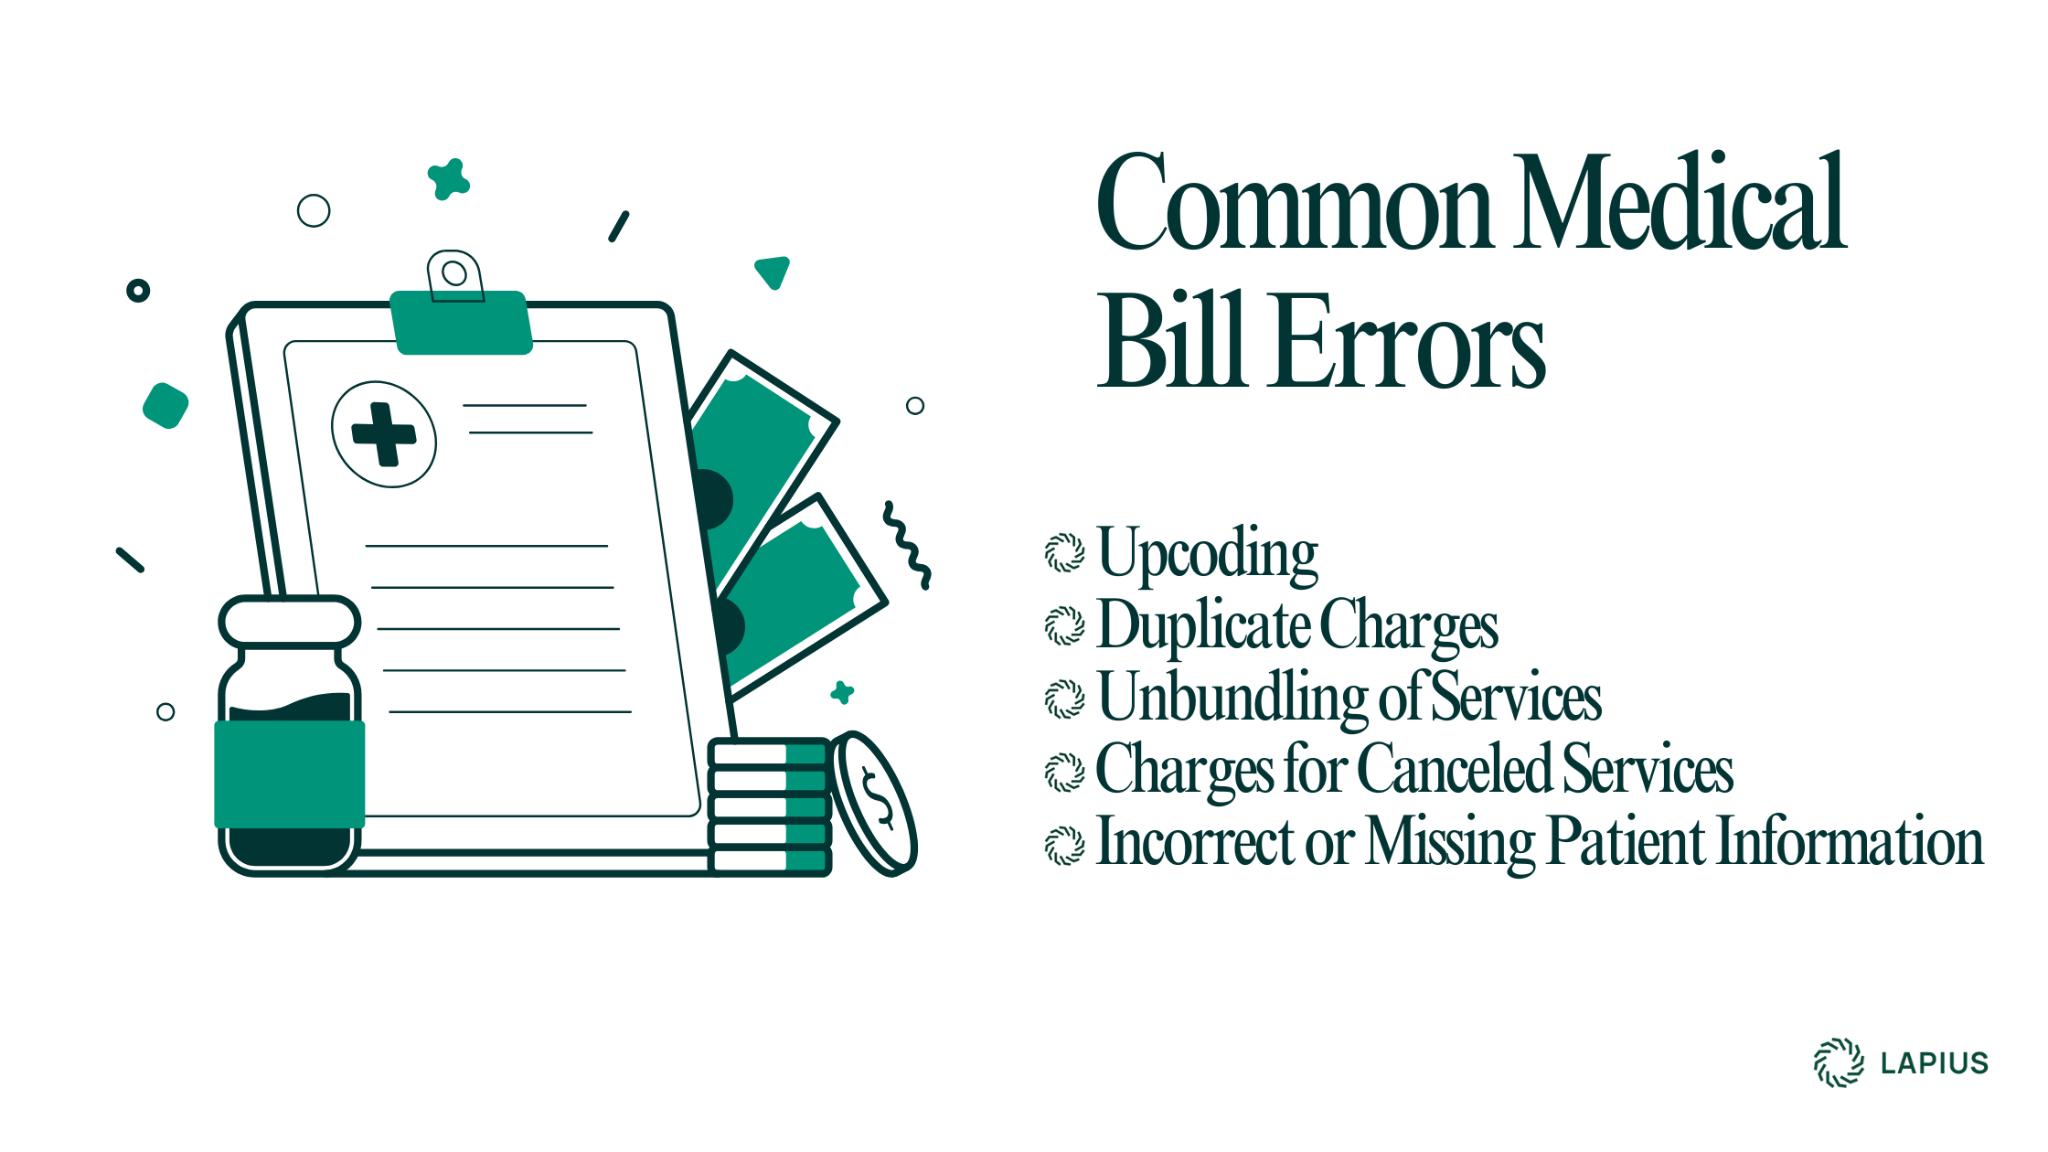 Common Medical
Bill Errors
Upcoding
Duplicate Charges
Unbundling of Services
Charges for Canceled Services
Incorrect or Missing Patient Information
$
LAPIUS